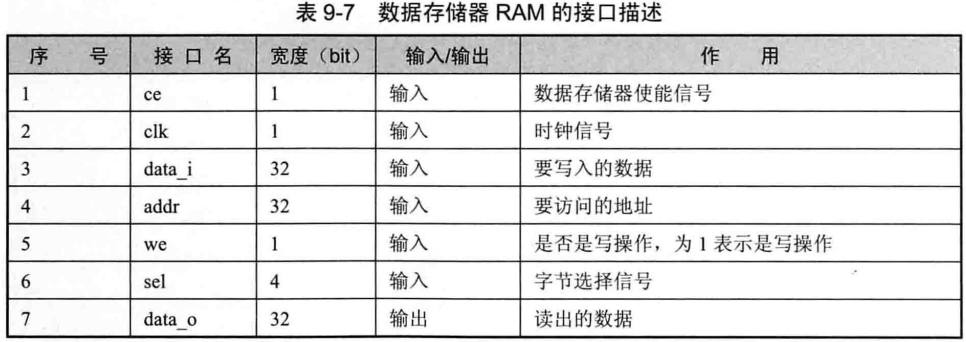 表 9-7 数据存储器 RAM 的接口描述
序 号 接 口 名 宽度（bit） 输入/输出 作 用
1 ce 1 输入 数据存储器使能信号
2 clk 1 输入 时钟信号
3 data_i 32 输入 要写入的数据
4 addr 32 输入 要访问的地址
5 we 1 输入 是否是写操作，为 1 表示是写操作
6 sel 4 输入 字节选择信号
7 data_o 32 输出 读出的数据